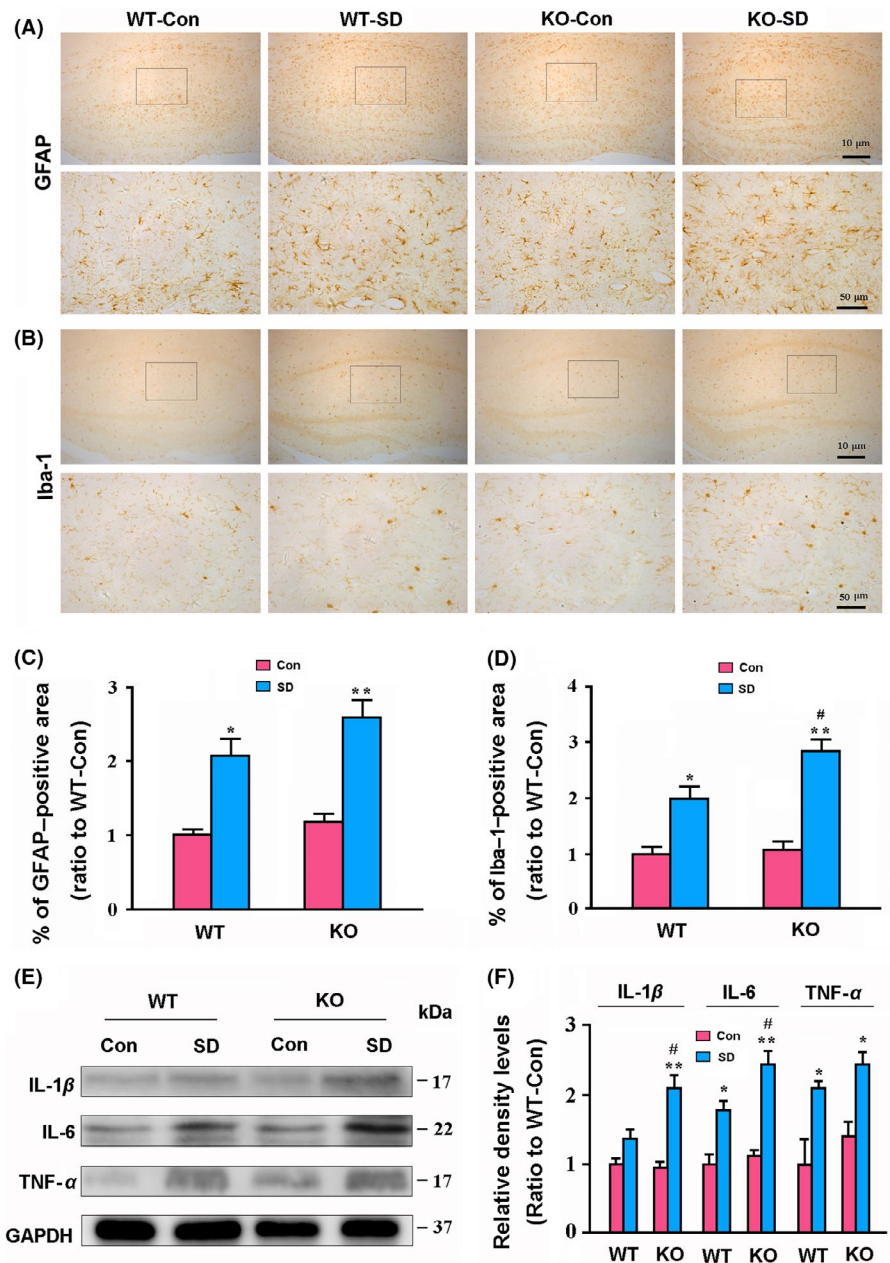 (A)
WT-Con WT-SD KO-Con KO-SD
GFAP
10 μm
50 μm
(B)
Iba-1
10 μm
50 μm
(C)
Con
SD
% of GFAP–positive area
(ratio to WT-Con)
3
2
1
0
*
**
WT KO
(D)
Con
SD
% of Iba-1–positive area
(ratio to WT-Con)
4
3
2
1
0
*
#
**
WT KO
(E)
WT KO
kDa
Con SD Con SD
IL-1β - 17
IL-6 - 22
TNF-α - 17
GAPDH - 37
(F)
IL-1β IL-6 TNF-α
Con
SD
Relative density levels
(Ratio to WT-Con)
3
2
1
0
#
**
*
#
**
*
*
WT KO WT KO WT KO